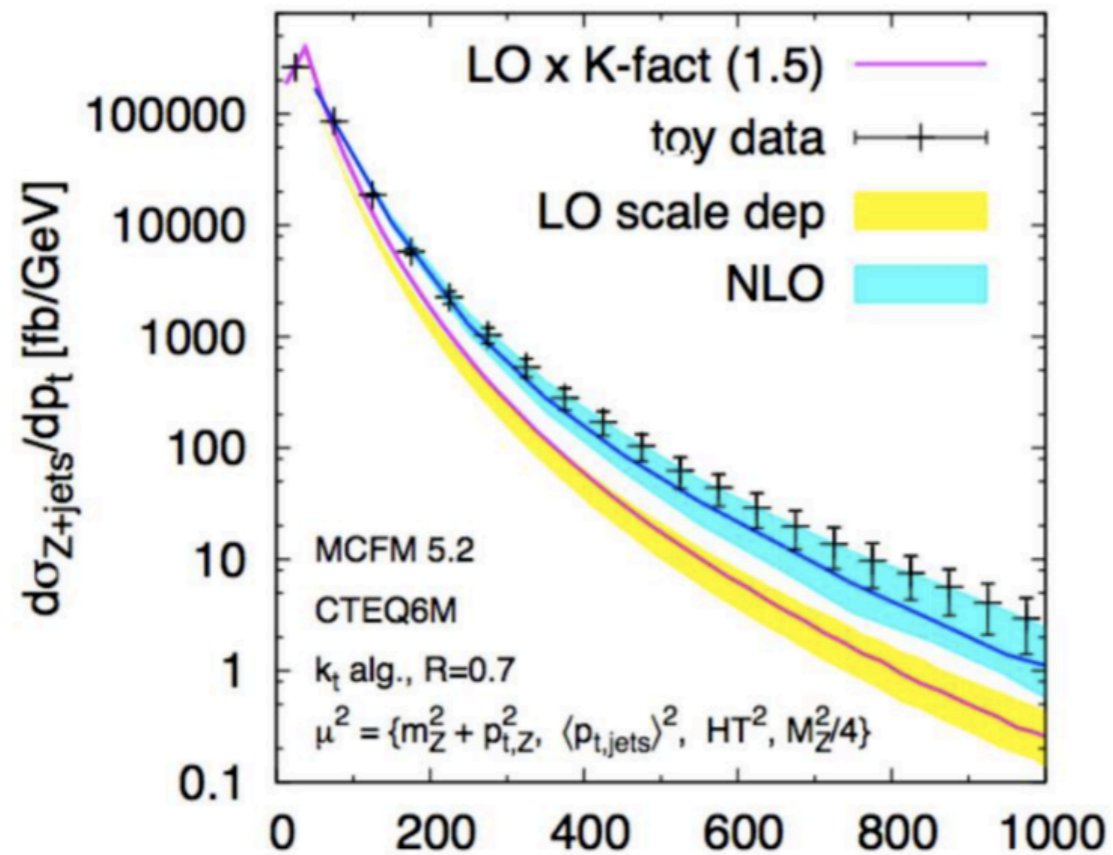 LO x K-fact (1.5)
toy data
LO scale dep
NLO
dσZ+jets/dpt [fb/GeV]
100000
10000
1000
100
10
1
0.1
MCFM 5.2
CTEQ6M
kt alg., R=0.7
μ² = {m²Z + p²t,Z, ⟨pt,jets⟩², HT², M²Z/4}
0 200 400 600 800 1000